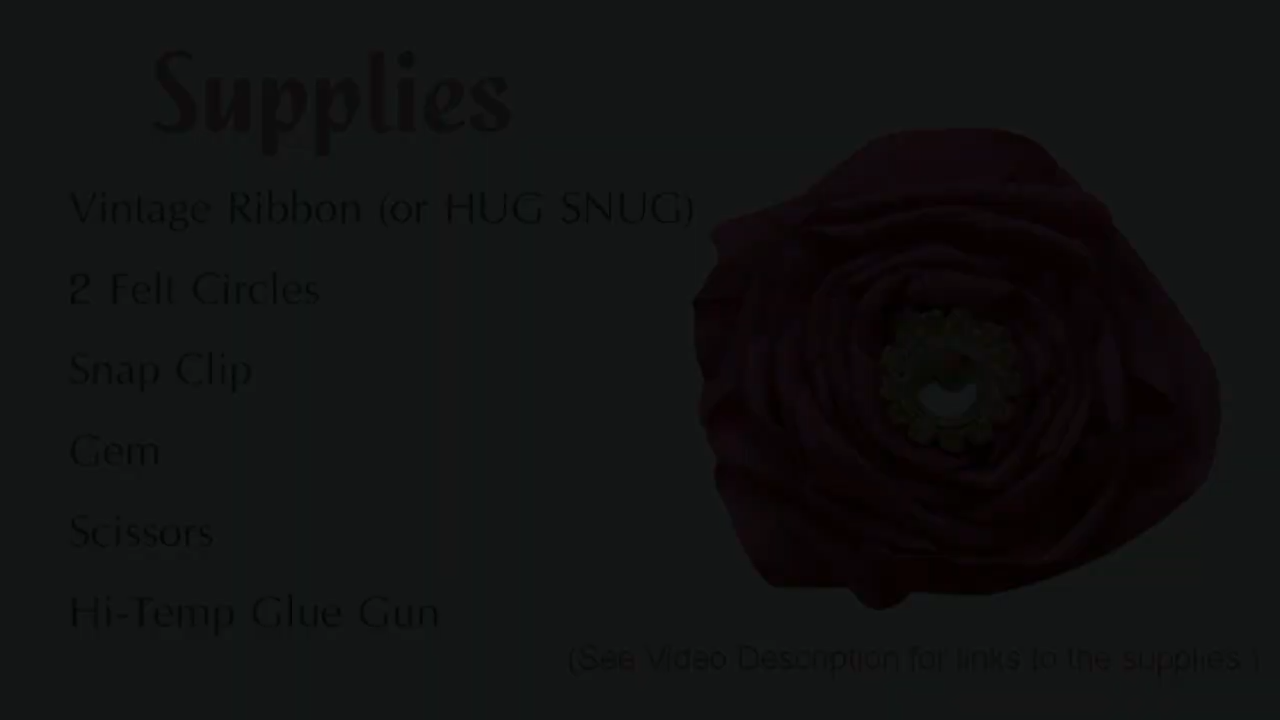 Supplies
Vintage Ribbon (or HUG SNUG)
2 Felt Circles
Snap Clip
Gem
Scissors
Hi-Temp Glue Gun
(See Video Description for links to the supplies )